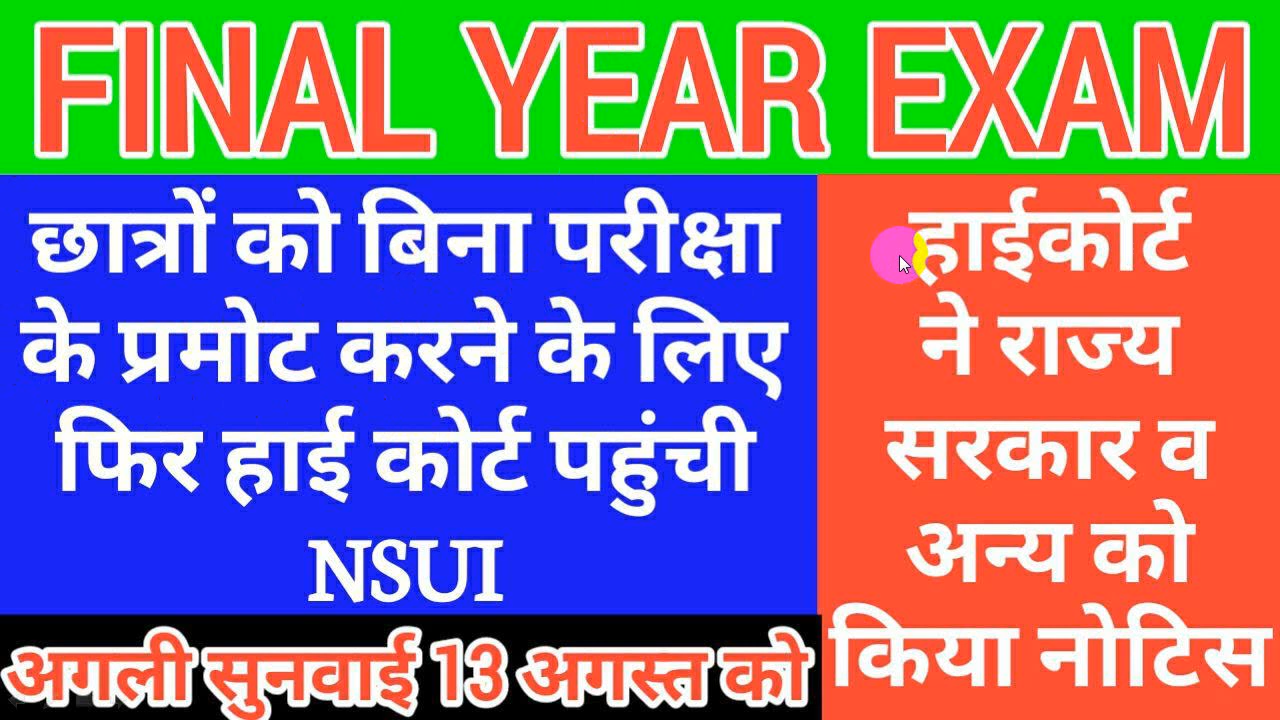 FINAL YEAR EXAM
छात्रों को बिना परीक्षा
के प्रमोट करने के लिए
फिर हाई कोर्ट पहुंची
NSUI
हाईकोर्ट
ने राज्य
सरकार व
अन्य को
किया नोटिस
अगली सुनवाई 13 अगस्त को